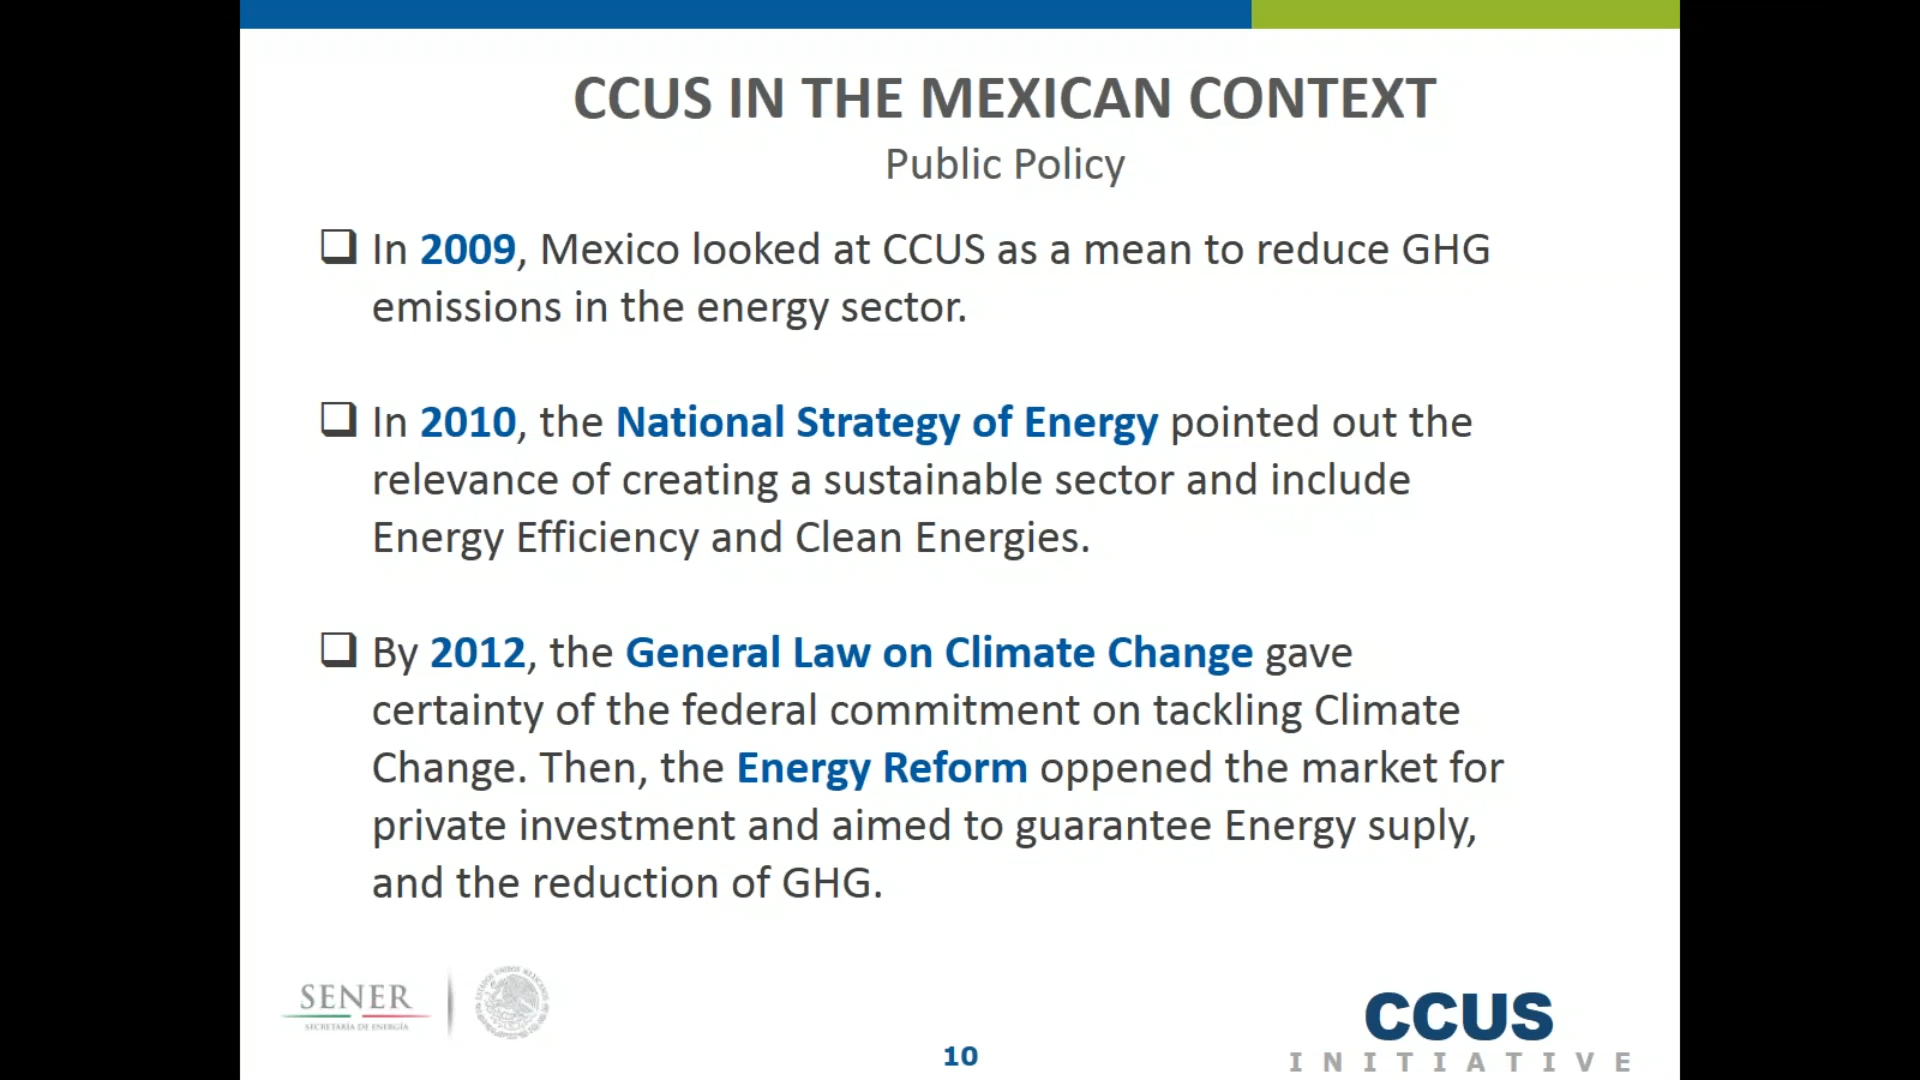 CCUS IN THE MEXICAN CONTEXT
Public Policy
In 2009, Mexico looked at CCUS as a mean to reduce GHG
emissions in the energy sector.
In 2010, the National Strategy of Energy pointed out the
relevance of creating a sustainable sector and include
Energy Efficiency and Clean Energies.
By 2012, the General Law on Climate Change gave
certainty of the federal commitment on tackling Climate
Change. Then, the Energy Reform oppened the market for
private investment and aimed to guarantee Energy suply,
and the reduction of GHG.
SENER
SECRETARÍA DE ENERGÍA
ESTADOS UNIDOS MEXICANOS
10
CCUS
INITIATIVE